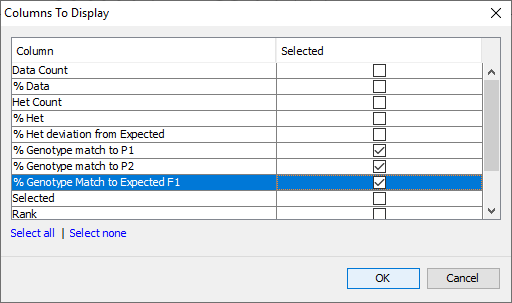 Columns To Display
Column Selected
Data Count
% Data
Het Count
% Het
% Het deviation from Expected
% Genotype match to P1
% Genotype match to P2
% Genotype Match to Expected F1
Selected
Rank
Select all | Select none
OK Cancel